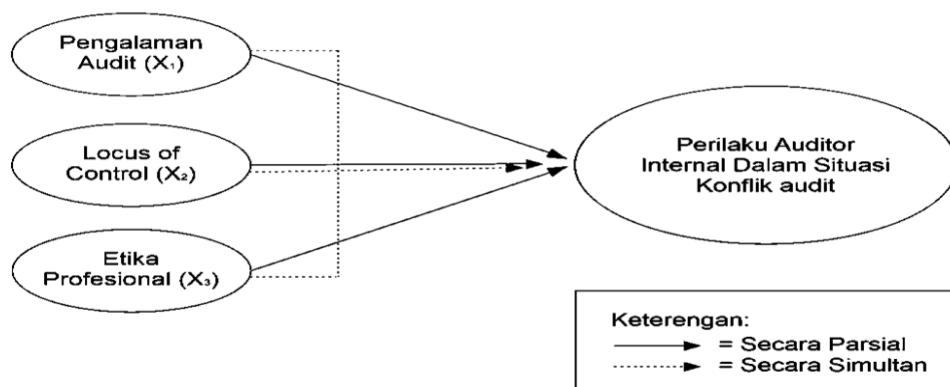 Pengalaman
Audit (X₁)
Locus of
Control (X₂)
Etika
Profesional (X₃)
Perilaku Auditor
Internal Dalam Situasi
Konflik audit
Keterengan:
= Secara Parsial
= Secara Simultan